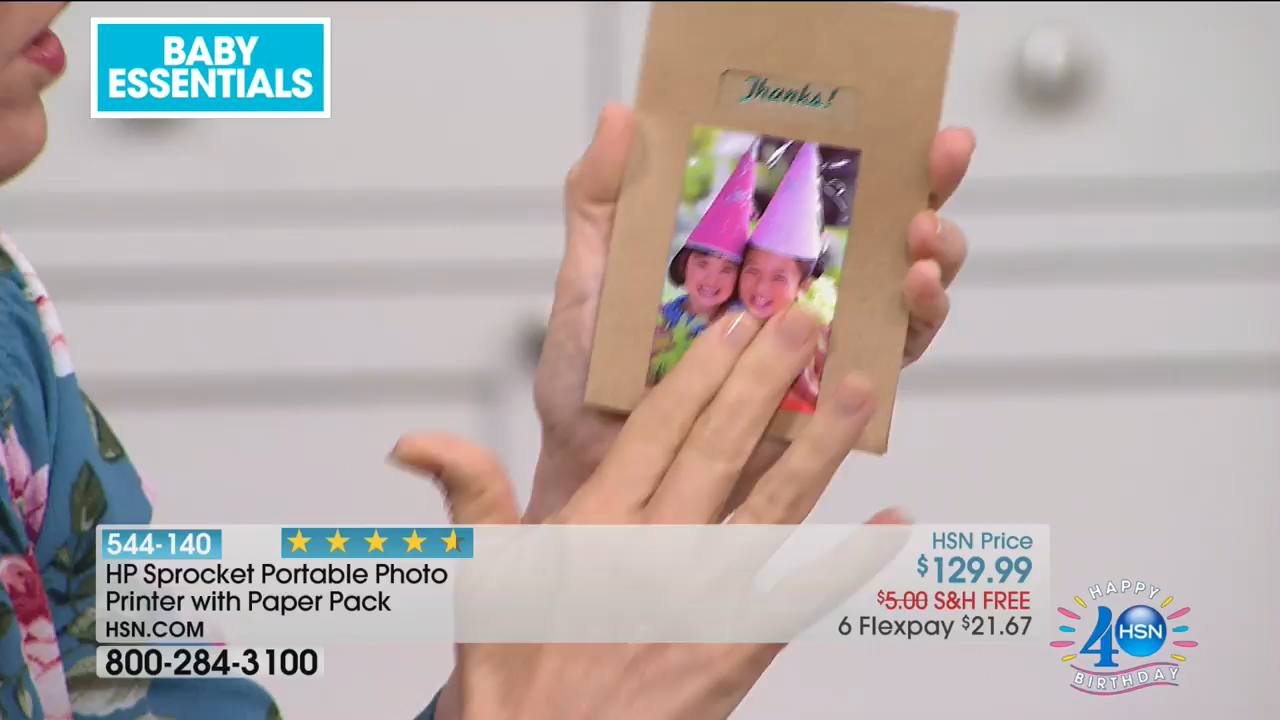 BABY
ESSENTIALS
Thanks!
544-140
HP Sprocket Portable Photo
Printer with Paper Pack
HSN.COM
800-284-3100
HSN Price
$129.99
$5.00 S&H FREE
6 Flexpay $21.67
HAPPY
40 HSN
BIRTHDAY